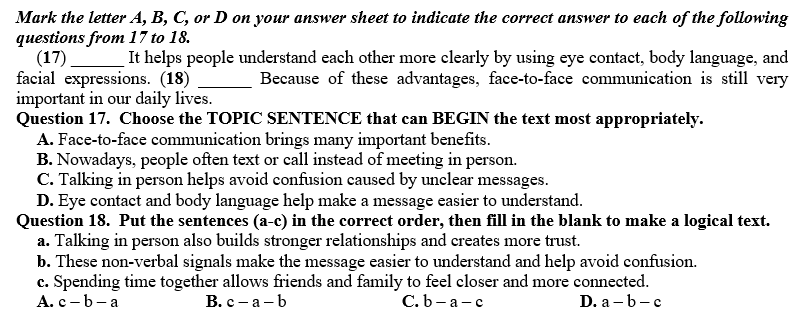 Mark the letter A, B, C, or D on your answer sheet to indicate the correct answer to each of the following
questions from 17 to 18.
(17) ______ It helps people understand each other more clearly by using eye contact, body language, and
facial expressions. (18) ______ Because of these advantages, face-to-face communication is still very
important in our daily lives.
Question 17. Choose the TOPIC SENTENCE that can BEGIN the text most appropriately.
A. Face-to-face communication brings many important benefits.
B. Nowadays, people often text or call instead of meeting in person.
C. Talking in person helps avoid confusion caused by unclear messages.
D. Eye contact and body language help make a message easier to understand.
Question 18. Put the sentences (a-c) in the correct order, then fill in the blank to make a logical text.
a. Talking in person also builds stronger relationships and creates more trust.
b. These non-verbal signals make the message easier to understand and help avoid confusion.
c. Spending time together allows friends and family to feel closer and more connected.
A. c – b – a B. c – a – b C. b – a – c D. a – b – c